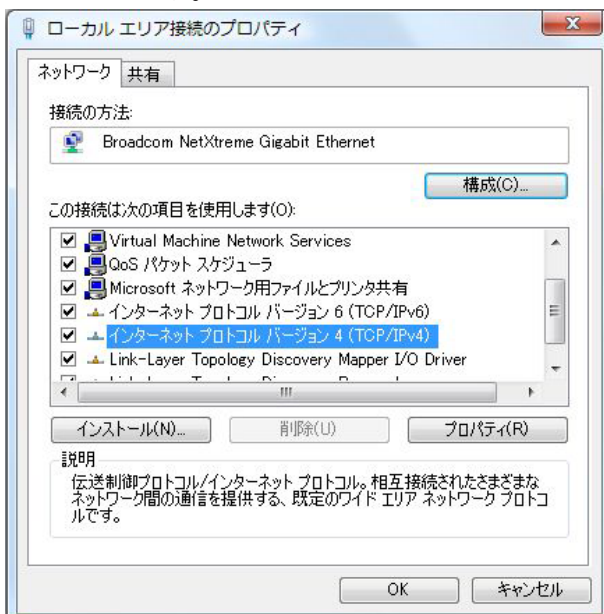 ローカル エリア接続のプロパティ
ネットワーク
共有
接続の方法:
Broadcom NetXtreme Gigabit Ethernet
構成(C)...
この接続は次の項目を使用します(O):
Virtual Machine Network Services
QoS パケット スケジューラ
Microsoft ネットワーク用ファイルとプリンタ共有
インターネット プロトコル バージョン 6 (TCP/IPv6)
インターネット プロトコル バージョン 4 (TCP/IPv4)
Link-Layer Topology Discovery Mapper I/O Driver
インストール(N)...
削除(U)
プロパティ(R)
説明
伝送制御プロトコル/インターネット プロトコル。相互接続されたさまざまな
ネットワーク間の通信を提供する、既定のワイド エリア ネットワーク プロトコ
ルです。
OK
キャンセル